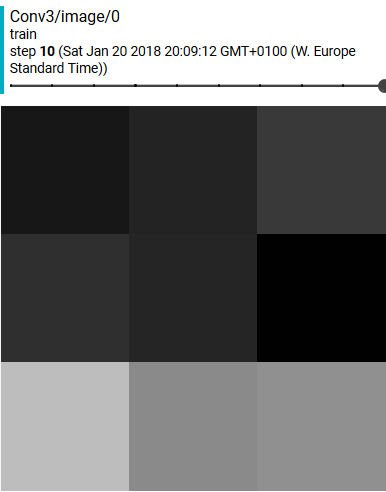 Conv3/image/0
train
step 10 (Sat Jan 20 2018 20:09:12 GMT+0100 (W. Europe
Standard Time))